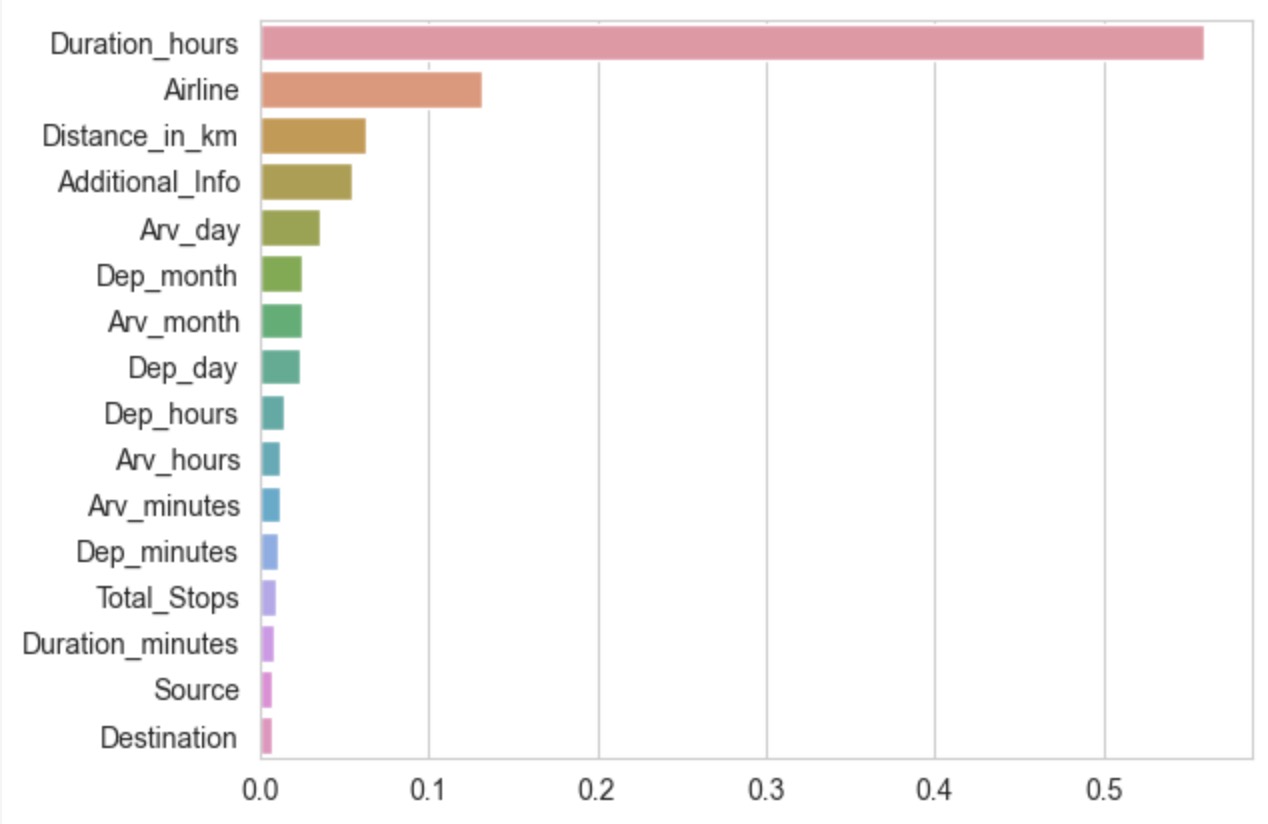 Duration_hours
Airline
Distance_in_km
Additional_Info
Arv_day
Dep_month
Arv_month
Dep_day
Dep_hours
Arv_hours
Arv_minutes
Dep_minutes
Total_Stops
Duration_minutes
Source
Destination
0.0 0.1 0.2 0.3 0.4 0.5